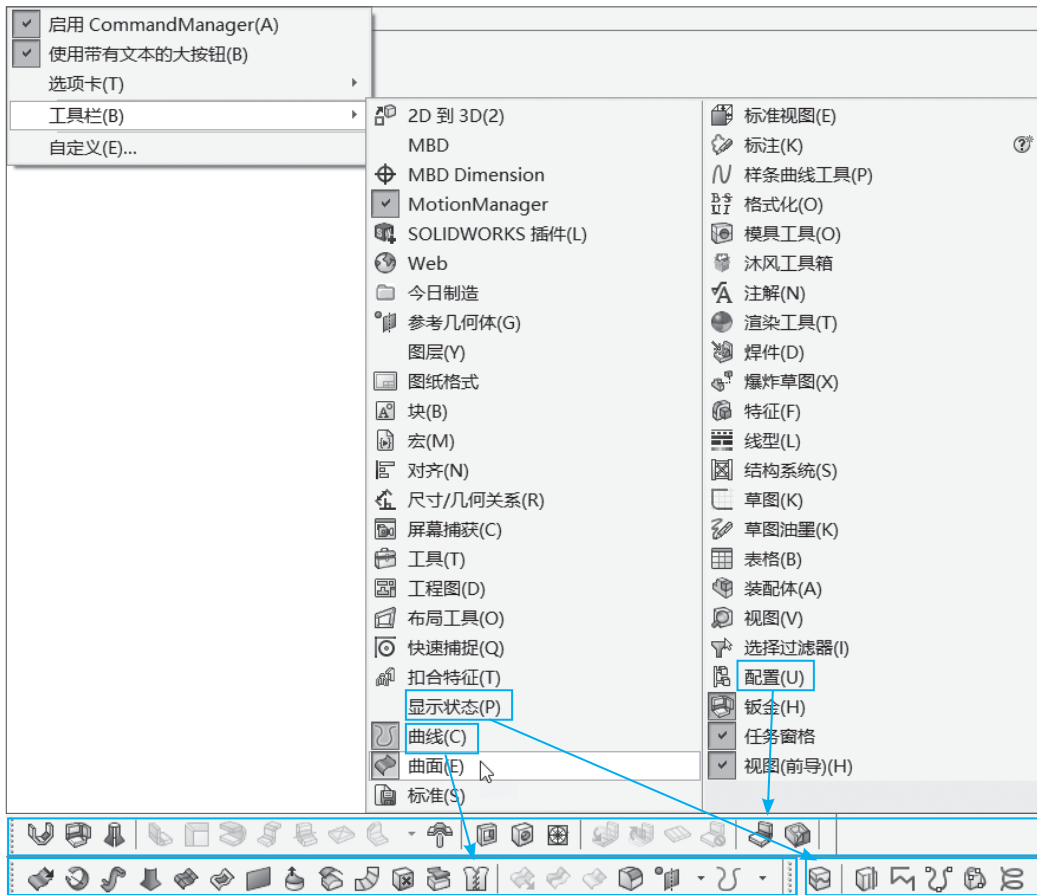 启用 CommandManager(A)
使用带有文本的大按钮(B)
选项卡(T)
工具栏(B)
自定义(E)...
2D 到 3D(2)
MBD
MBD Dimension
MotionManager
SOLIDWORKS 插件(L)
Web
今日制造
参考几何体(G)
图层(Y)
图纸格式
块(B)
宏(M)
对齐(N)
尺寸/几何关系(R)
屏幕捕获(C)
工具(T)
工程图(D)
布局工具(O)
快速捕捉(Q)
扣合特征(T)
显示状态(P)
曲线(C)
曲面(E)
标准(S)
标准视图(E)
标注(K)
样条曲线工具(P)
格式化(O)
模具工具(O)
沐风工具箱
注解(N)
渲染工具(T)
焊件(D)
爆炸草图(X)
特征(F)
线型(L)
结构系统(S)
草图(K)
草图油墨(K)
表格(B)
装配体(A)
视图(V)
选择过滤器(I)
配置(U)
钣金(H)
任务窗格
视图(前导)(H)